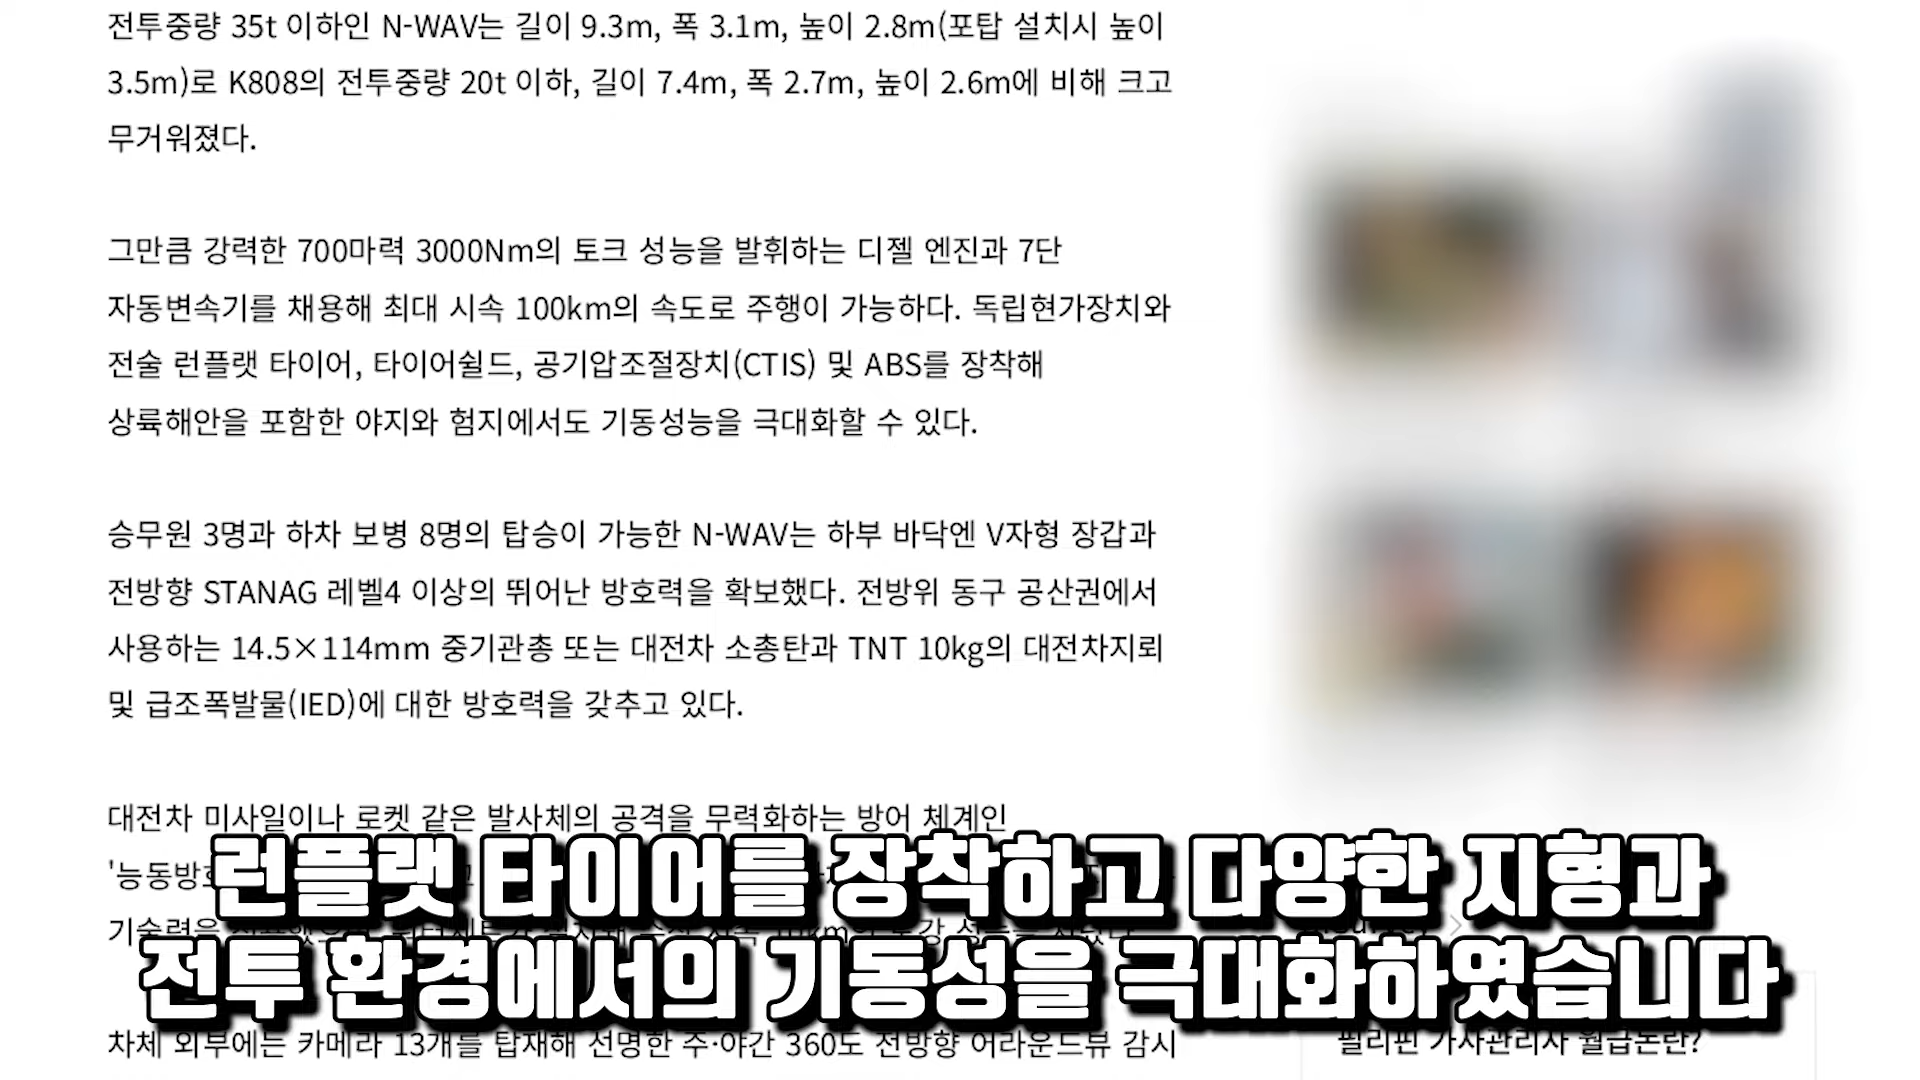 전투중량 35t 이하인 N-WAV는 길이 9.3m, 폭 3.1m, 높이 2.8m(포탑 설치시 높이
3.5m)로 K808의 전투중량 20t 이하, 길이 7.4m, 폭 2.7m, 높이 2.6m에 비해 크고
무거워졌다.
그만큼 강력한 700마력 3000Nm의 토크 성능을 발휘하는 디젤 엔진과 7단
자동변속기를 채용해 최대 시속 100km의 속도로 주행이 가능하다. 독립현가장치와
전술 런플랫 타이어, 타이어쉴드, 공기압조절장치(CTIS) 및 ABS를 장착해
상륙해안을 포함한 야지와 험지에서도 기동성능을 극대화할 수 있다.
승무원 3명과 하차 보병 8명의 탑승이 가능한 N-WAV는 하부 바닥엔 V자형 장갑과
전방향 STANAG 레벨4 이상의 뛰어난 방호력을 확보했다. 전방위 동구 공산권에서
사용하는 14.5×114mm 중기관총 또는 대전차 소총탄과 TNT 10kg의 대전차지뢰
및 급조폭발물(IED)에 대한 방호력을 갖추고 있다.
대전차 미사일이나 로켓 같은 발사체의 공격을 무력화하는 방어 체계인
런플랫 타이어를 장착하고 다양한 지형과
기술력을
전투 환경에서의 기동성을 극대화하였습니다
차체 외부에는 카메라 13개를 탑재해 선명한 주·야간 360도 전방향 어라운드뷰 감시
필리핀 가사관리사 월급논란?